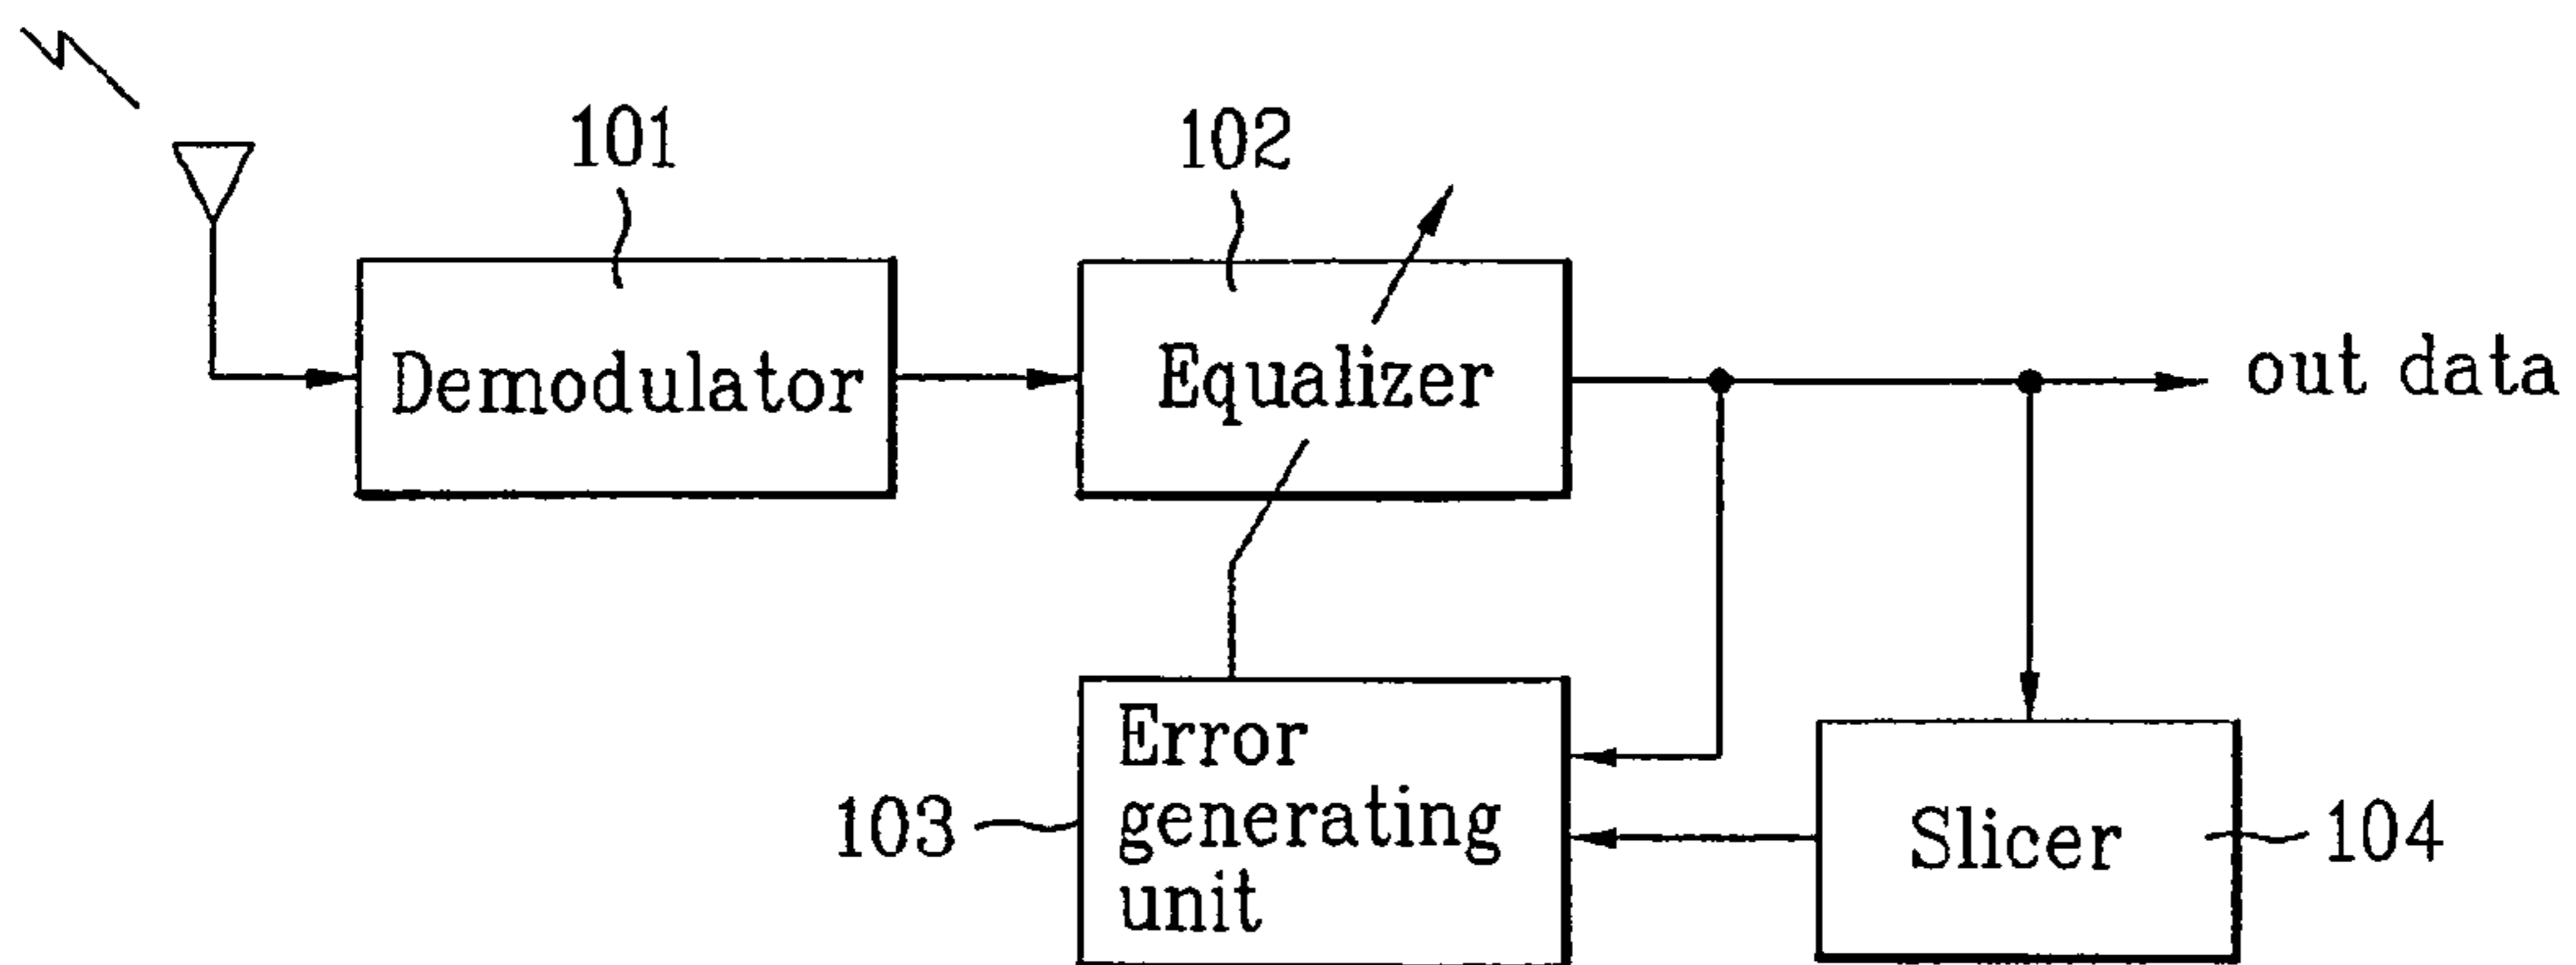 101
102
Demodulator
Equalizer
out data
Error
generating
unit
103
Slicer
104